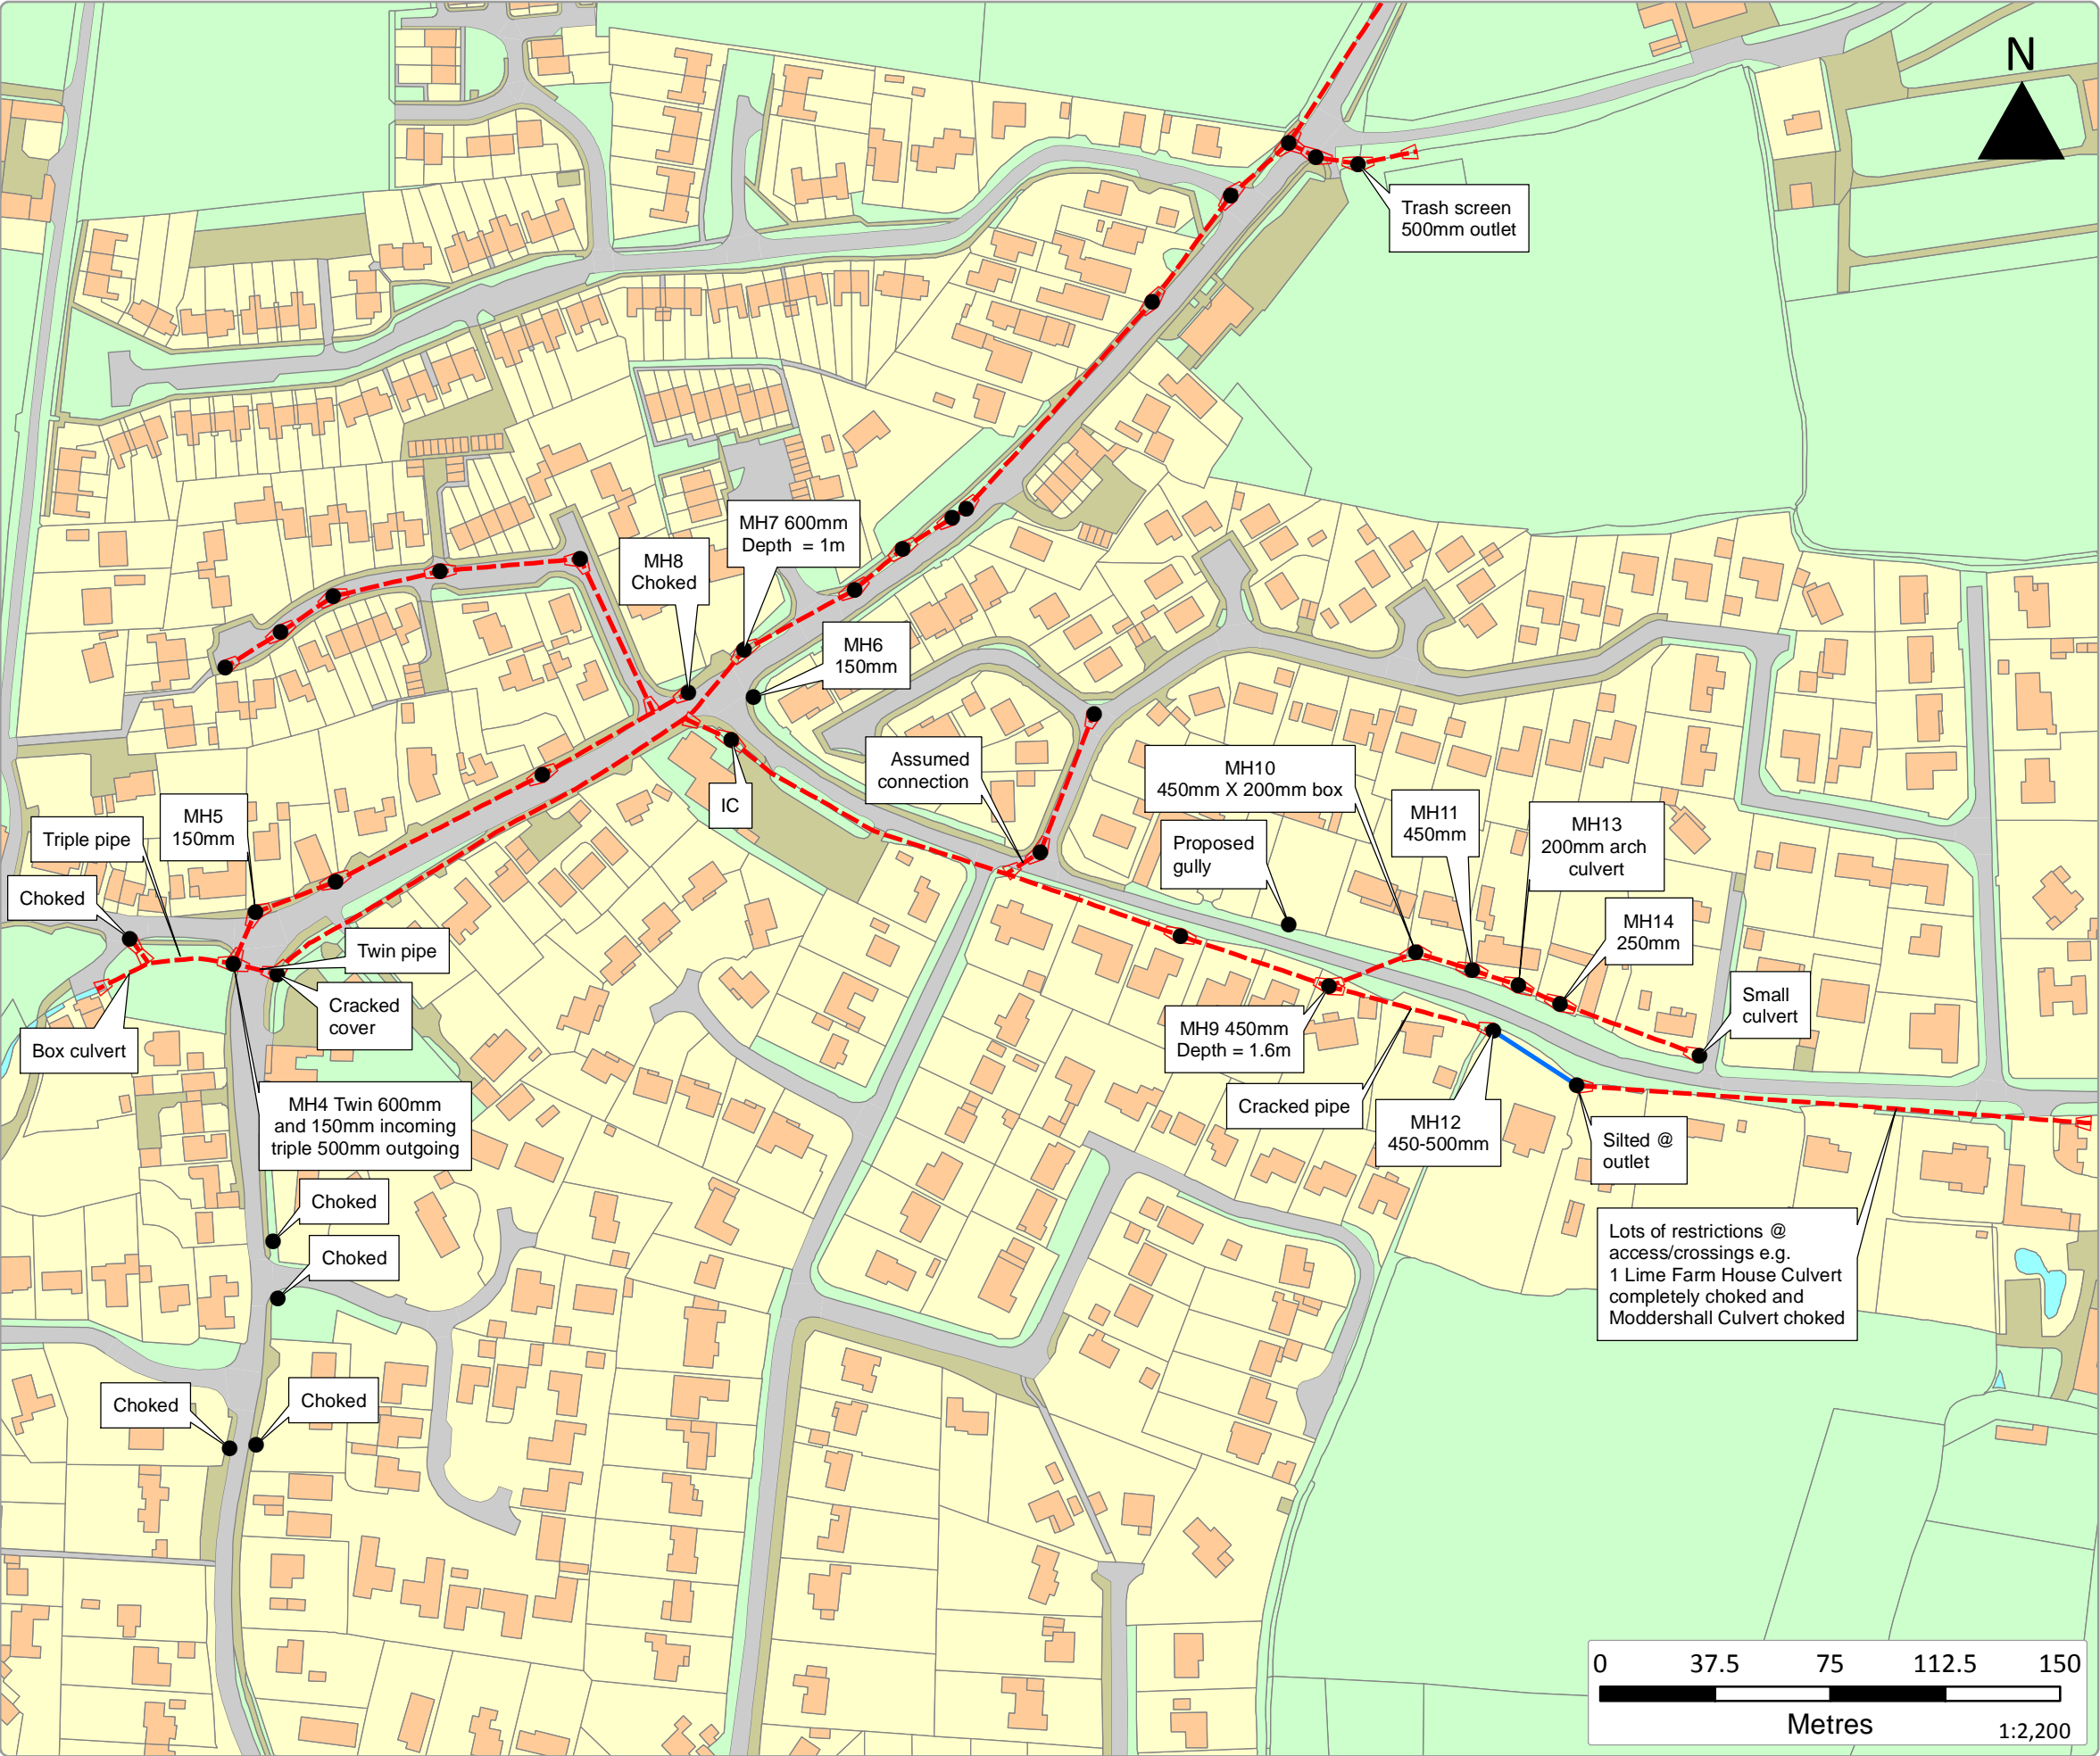 N
Trash screen
500mm outlet
MH7 600mm
Depth = 1m
MH8
Choked
MH6
150mm
Assumed
connection
MH10
450mm X 200mm box
MH5
150mm
Triple pipe
IC
MH11
450mm
MH13
200mm arch
culvert
Proposed
gully
Choked
MH14
250mm
Twin pipe
Cracked
cover
Small
culvert
Box culvert
MH9 450mm
Depth = 1.6m
Cracked pipe
MH4 Twin 600mm
and 150mm incoming
triple 500mm outgoing
MH12
450-500mm
Silted @
outlet
Choked
Choked
Lots of restrictions @
access/crossings e.g.
1 Lime Farm House Culvert
completely choked and
Moddershall Culvert choked
Choked
Choked
0 37.5 75 112.5 150
Metres
1:2,200